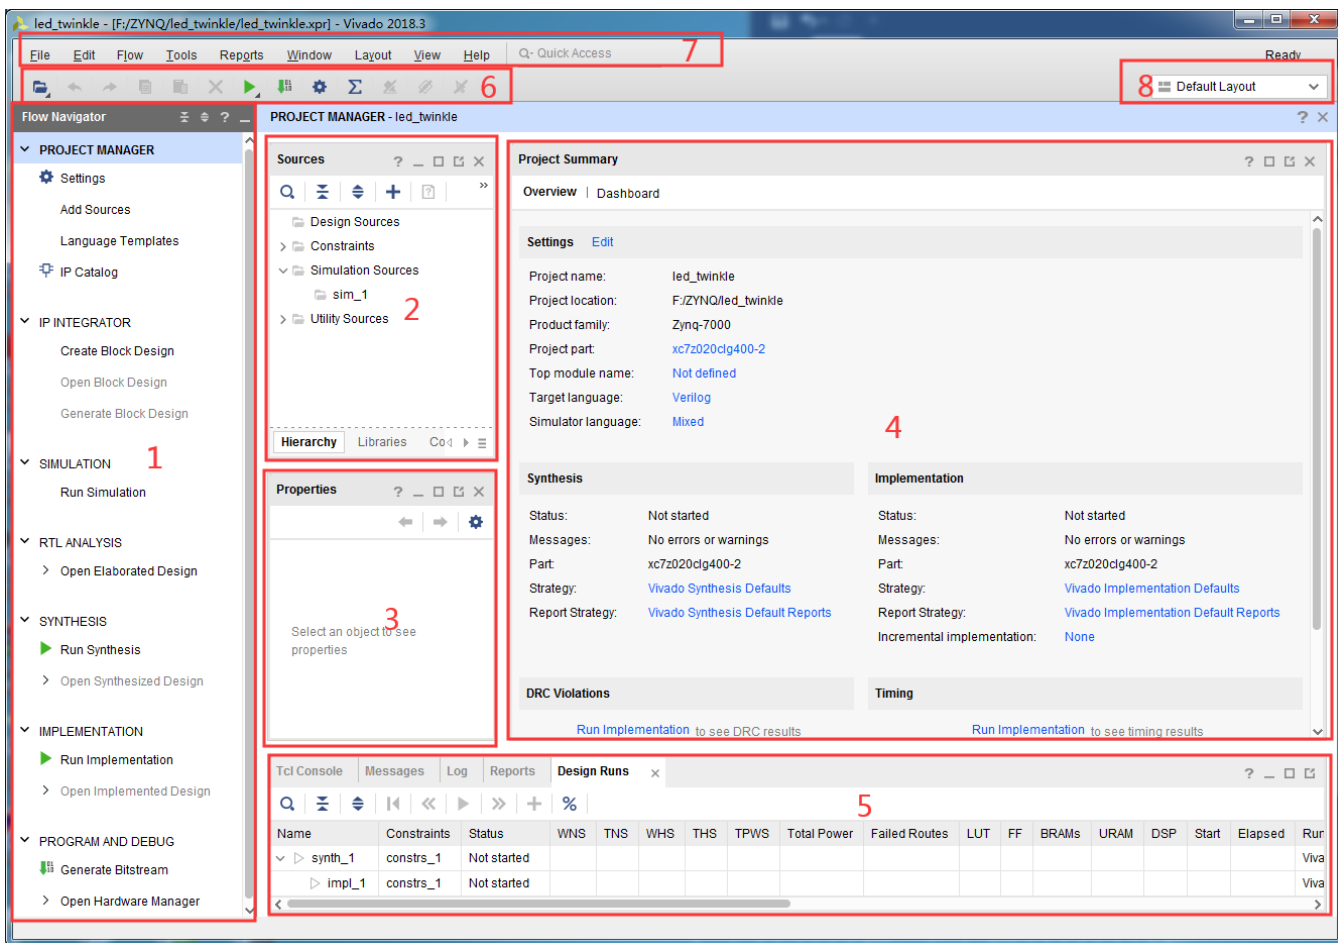 led_twinkle - [F:/ZYNQ/led_twinkle/led_twinkle.xpr] - Vivado 2018.3
File Edit Flow Tools Reports Window Layout View Help Q- Quick Access 7 Ready
6 8 Default Layout
Flow Navigator
PROJECT MANAGER
Settings
Add Sources
Language Templates
IP Catalog
IP INTEGRATOR
Create Block Design
Open Block Design
Generate Block Design
SIMULATION
1
Run Simulation
RTL ANALYSIS
Open Elaborated Design
SYNTHESIS
Run Synthesis
Open Synthesized Design
IMPLEMENTATION
Run Implementation
Open Implemented Design
PROGRAM AND DEBUG
Generate Bitstream
Open Hardware Manager
PROJECT MANAGER - led_twinkle
Sources
Design Sources
Constraints
Simulation Sources
sim_1
2
Utility Sources
Hierarchy Libraries Co
Properties
3
Select an object to see
properties
Project Summary
Overview | Dashboard
Settings Edit
Project name: led_twinkle
Project location: F:/ZYNQ/led_twinkle
Product family: Zynq-7000
Project part: xc7z020clg400-2
Top module name: Not defined
Target language: Verilog
Simulator language: Mixed
4
Synthesis
Status: Not started
Messages: No errors or warnings
Part: xc7z020clg400-2
Strategy: Vivado Synthesis Defaults
Report Strategy: Vivado Synthesis Default Reports
Implementation
Status: Not started
Messages: No errors or warnings
Part: xc7z020clg400-2
Strategy: Vivado Implementation Defaults
Report Strategy: Vivado Implementation Default Reports
Incremental implementation: None
DRC Violations
Run Implementation to see DRC results
Timing
Run Implementation to see timing results
Tcl Console Messages Log Reports Design Runs
% 5
Name Constraints Status WNS TNS WHS THS TPWS Total Power Failed Routes LUT FF BRAMs URAM DSP Start Elapsed Run
synth_1 constrs_1 Not started Viva
impl_1 constrs_1 Not started Viva